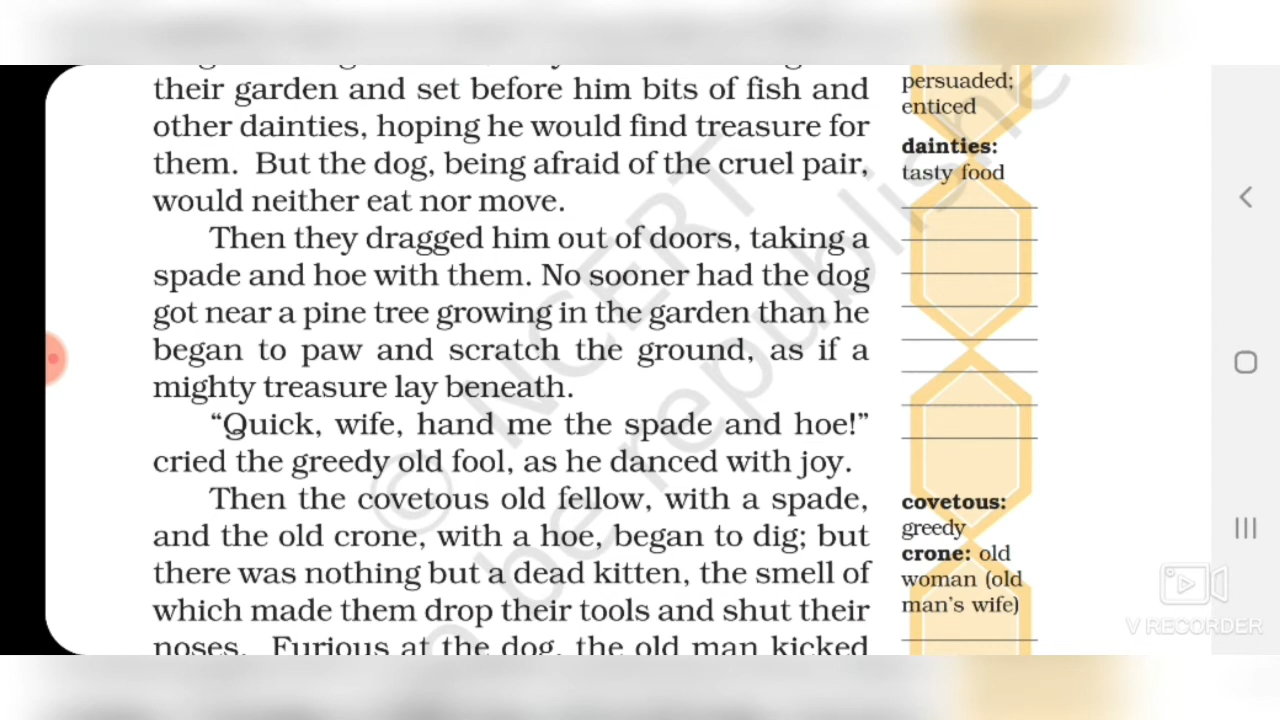 their garden and set before him bits of fish and
other dainties, hoping he would find treasure for
them. But the dog, being afraid of the cruel pair,
would neither eat nor move.
Then they dragged him out of doors, taking a
spade and hoe with them. No sooner had the dog
got near a pine tree growing in the garden than he
began to paw and scratch the ground, as if a
mighty treasure lay beneath.
“Quick, wife, hand me the spade and hoe!”
cried the greedy old fool, as he danced with joy.
Then the covetous old fellow, with a spade,
and the old crone, with a hoe, began to dig; but
there was nothing but a dead kitten, the smell of
which made them drop their tools and shut their
noses. Furious at the dog, the old man kicked
persuaded;
enticed
dainties:
tasty food
covetous:
greedy
crone: old
woman (old
man's wife)
© NCERT
be republishe
V RECORDER